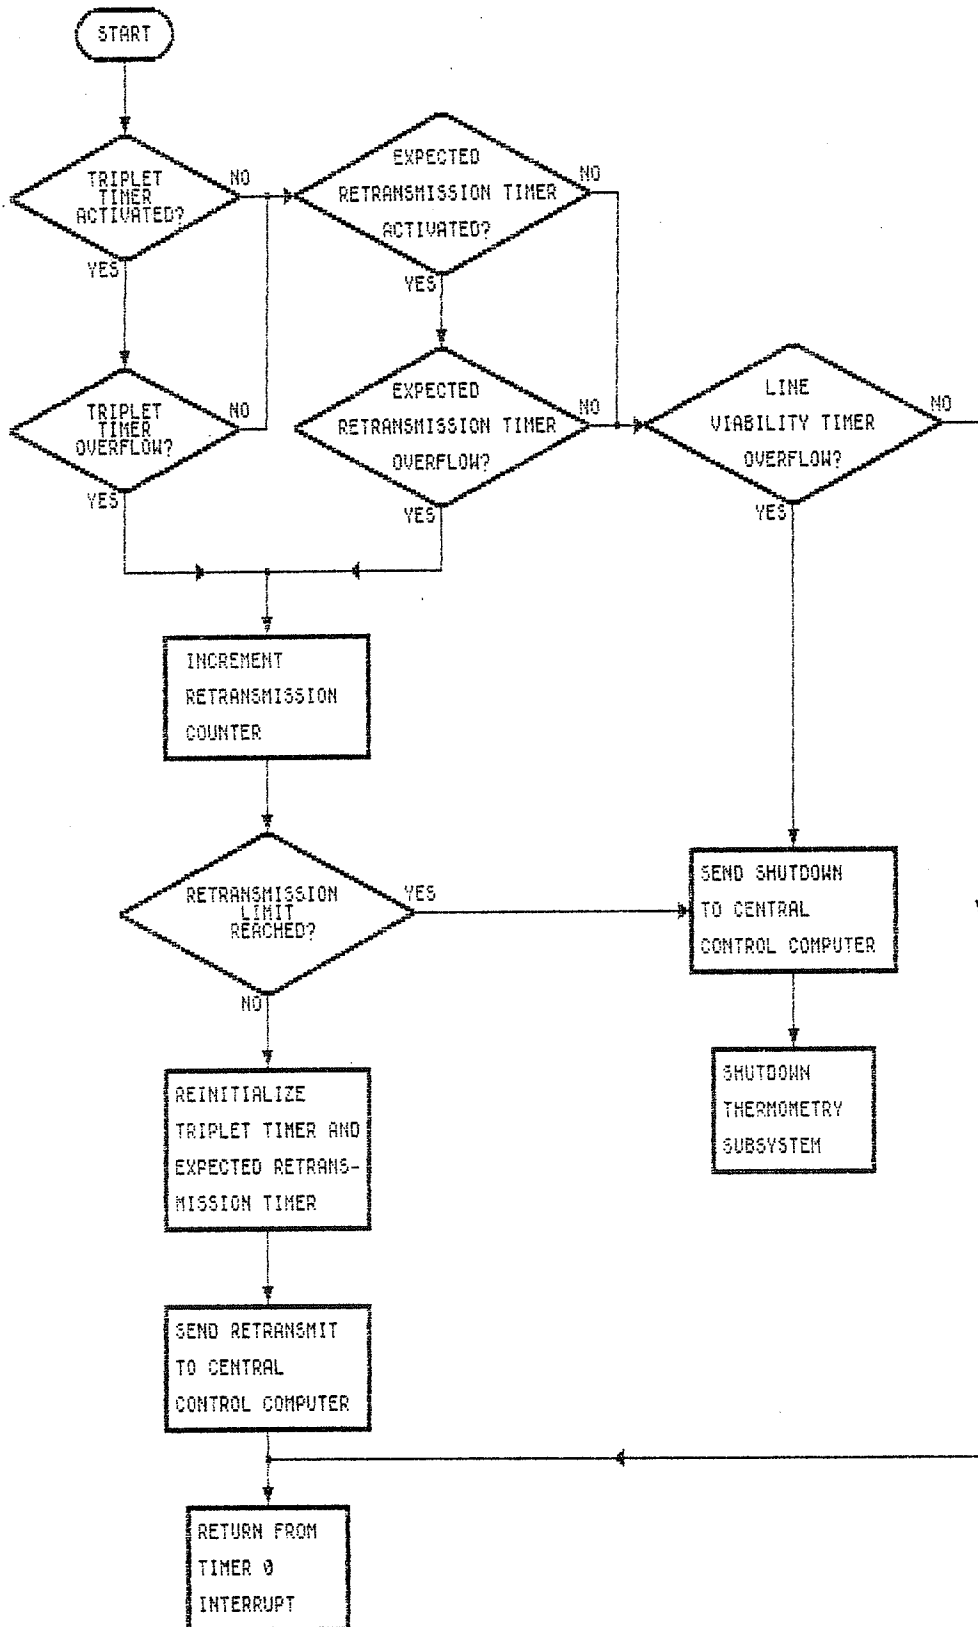 START
TRIPLET
TIMER
ACTIVATED?
NO
YES
EXPECTED
RETRANSMISSION TIMER
ACTIVATED?
NO
YES
TRIPLET
TIMER
OVERFLOW?
NO
YES
EXPECTED
RETRANSMISSION TIMER
OVERFLOW?
NO
YES
LINE
VIABILITY TIMER
OVERFLOW?
NO
YES
INCREMENT
RETRANSMISSION
COUNTER
RETRANSMISSION
LIMIT
REACHED?
YES
NO
SEND SHUTDOWN
TO CENTRAL
CONTROL COMPUTER
SHUTDOWN
THERMOMETRY
SUBSYSTEM
REINITIALIZE
TRIPLET TIMER AND
EXPECTED RETRANS-
MISSION TIMER
SEND RETRANSMIT
TO CENTRAL
CONTROL COMPUTER
RETURN FROM
TIMER 0
INTERRUPT